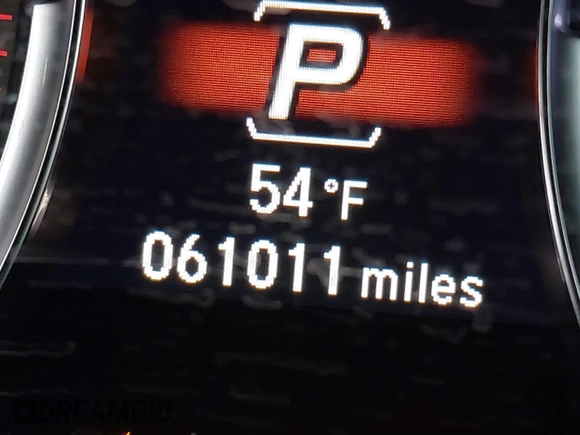 P
54°F
061011 miles
DREAMBID